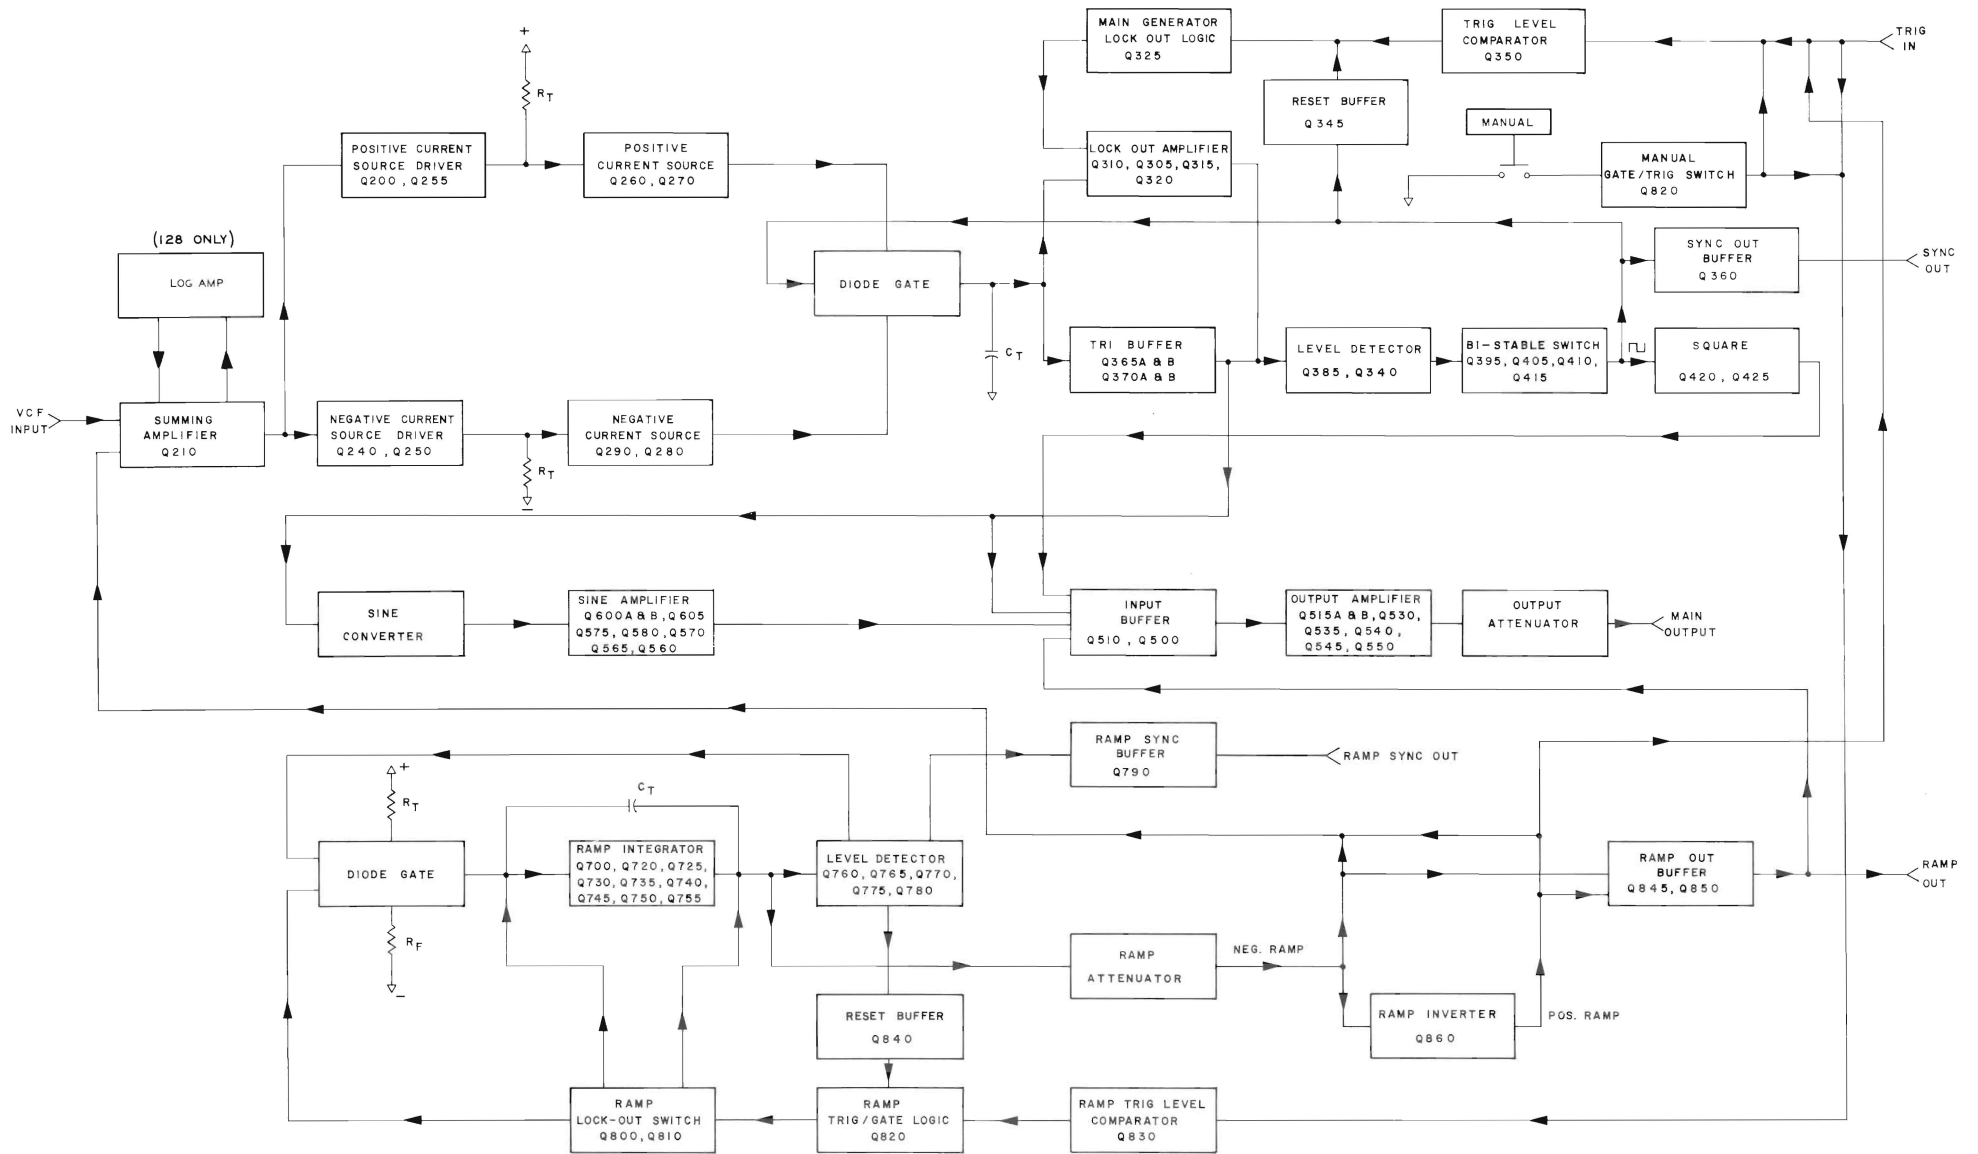 MAIN GENERATOR
LOCK OUT LOGIC
Q325
TRIG LEVEL
COMPARATOR
Q350
TRIG
IN
+
R T
RESET BUFFER
Q345
MANUAL
POSITIVE CURRENT
SOURCE DRIVER
Q200, Q255
POSITIVE
CURRENT SOURCE
Q260, Q270
LOCK OUT AMPLIFIER
Q310, Q305, Q315,
Q320
MANUAL
GATE/TRIG SWITCH
Q820
(128 ONLY)
LOG AMP
DIODE GATE
SYNC OUT
BUFFER
Q360
SYNC
OUT
C T
TRI BUFFER
Q365A & B
Q370A & B
LEVEL DETECTOR
Q385, Q340
BI-STABLE SWITCH
Q395, Q405, Q410,
Q415
SQUARE
Q420, Q425
VCF
INPUT
SUMMING
AMPLIFIER
Q210
NEGATIVE CURRENT
SOURCE DRIVER
Q240, Q250
NEGATIVE
CURRENT SOURCE
Q290, Q280
R T
−
SINE
CONVERTER
SINE AMPLIFIER
Q600A & B, Q605
Q575, Q580, Q570
Q565, Q560
INPUT
BUFFER
Q510, Q500
OUTPUT AMPLIFIER
Q515A & B, Q530,
Q535, Q540,
Q545, Q550
OUTPUT
ATTENUATOR
MAIN
OUTPUT
RAMP SYNC
BUFFER
Q790
RAMP SYNC OUT
+
R T
C T
DIODE GATE
RAMP INTEGRATOR
Q700, Q720, Q725,
Q730, Q735, Q740,
Q745, Q750, Q755
LEVEL DETECTOR
Q760, Q765, Q770,
Q775, Q780
RAMP OUT
BUFFER
Q845, Q850
RAMP
OUT
R F
−
RAMP
ATTENUATOR
NEG. RAMP
RESET BUFFER
Q840
RAMP INVERTER
Q860
POS. RAMP
RAMP
LOCK-OUT SWITCH
Q800, Q810
RAMP
TRIG/GATE LOGIC
Q820
RAMP TRIG LEVEL
COMPARATOR
Q830